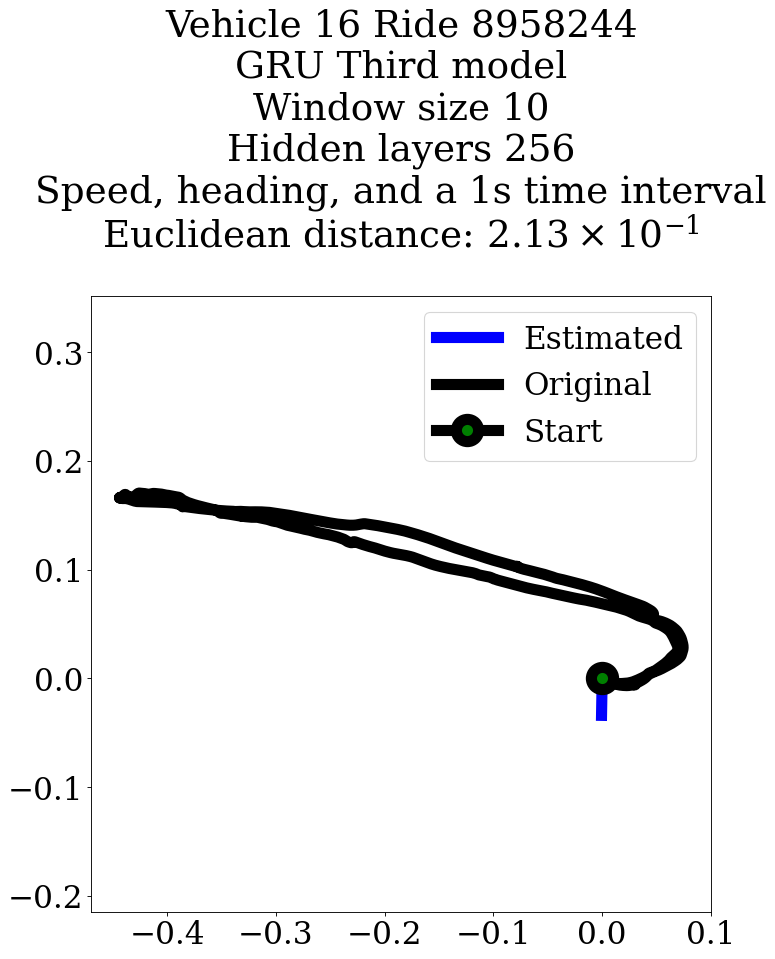 Vehicle 16 Ride 8958244
GRU Third model
Window size 10
Hidden layers 256
Speed, heading, and a 1s time interval
Euclidean distance: 2.13 × 10⁻¹
Estimated
Original
Start
0.3
0.2
0.1
0.0
−0.1
−0.2
−0.4 −0.3 −0.2 −0.1 0.0 0.1